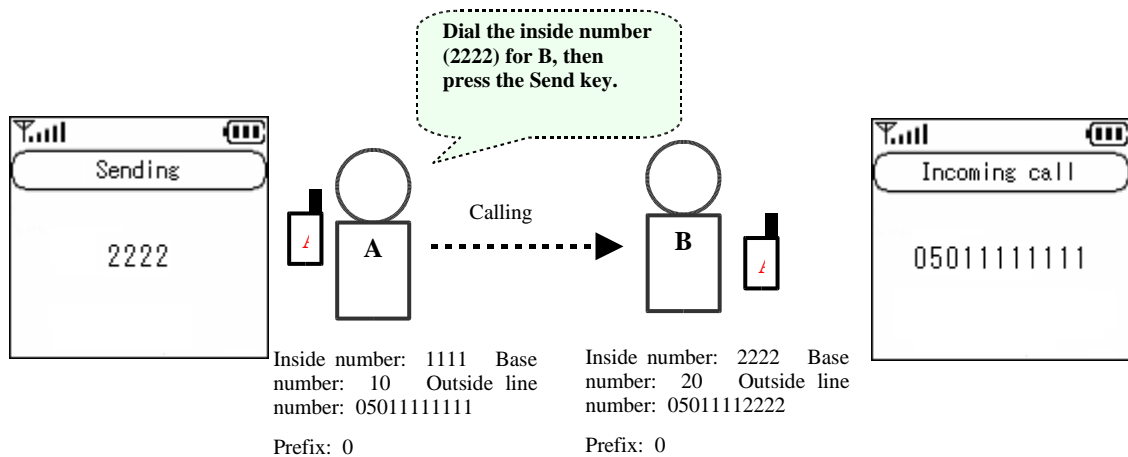 Dial the inside number
(2222) for B, then
press the Send key.
Sending
2222
A
Calling
B
Incoming call
05011111111
Inside number: 1111 Base
number: 10 Outside line
number: 05011111111
Prefix: 0
Inside number: 2222 Base
number: 20 Outside line
number: 05011112222
Prefix: 0